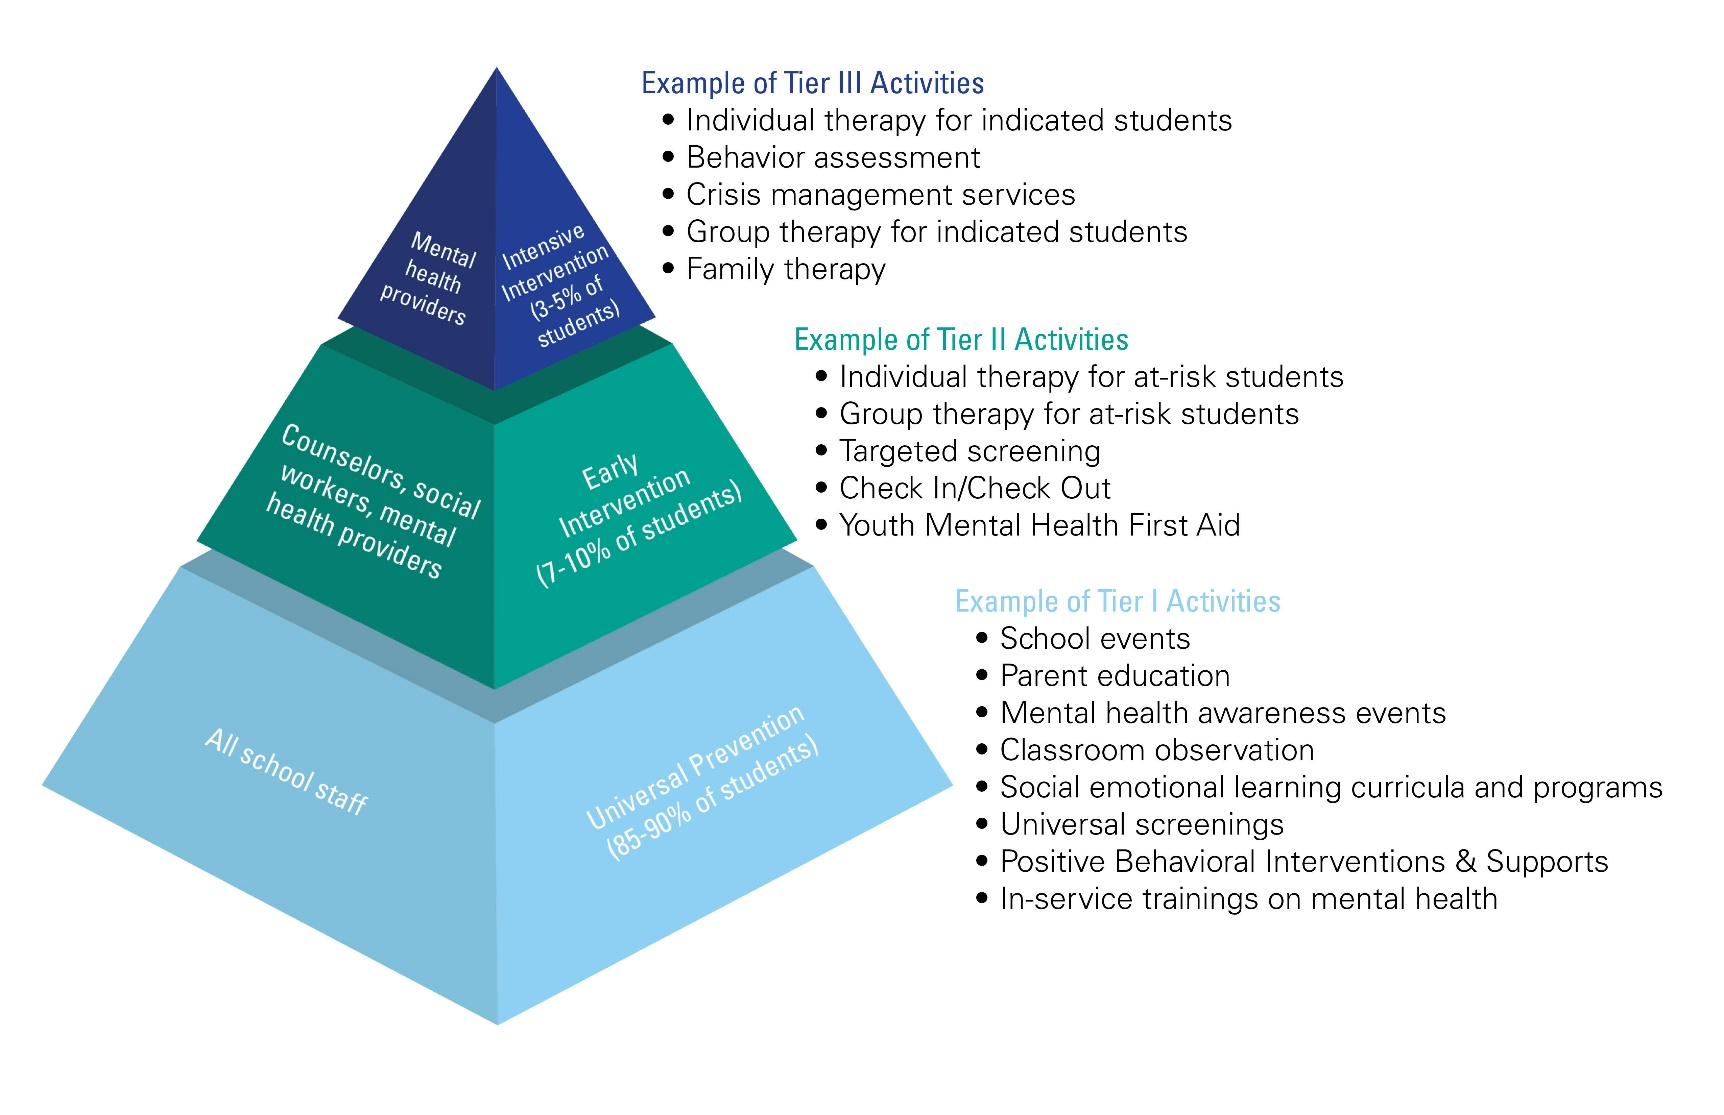 Example of Tier III Activities
• Individual therapy for indicated students
• Behavior assessment
• Crisis management services
• Group therapy for indicated students
• Family therapy
Mental
health
providers
Intensive
Intervention
(3-5% of
students)
Example of Tier II Activities
• Individual therapy for at-risk students
• Group therapy for at-risk students
• Targeted screening
• Check In/Check Out
• Youth Mental Health First Aid
Counselors, social
workers, mental
health providers
Early
Intervention
(7-10% of students)
Example of Tier I Activities
• School events
• Parent education
• Mental health awareness events
• Classroom observation
• Social emotional learning curricula and programs
• Universal screenings
• Positive Behavioral Interventions & Supports
• In-service trainings on mental health
All school staff
Universal Prevention
(85-90% of students)